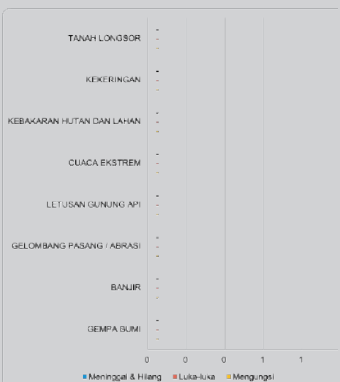 TANAH LONGSOR
-
-
-
KEKERINGAN
-
-
-
KEBAKARAN HUTAN DAN LAHAN
-
-
-
CUACA EKSTREM
-
-
-
LETUSAN GUNUNG API
-
-
-
GELOMBANG PASANG / ABRASI
-
-
-
BANJIR
-
-
-
GEMPA BUMI
-
-
-
0 0 0 1 1
Meninggal & Hilang Luka-luka Mengungsi